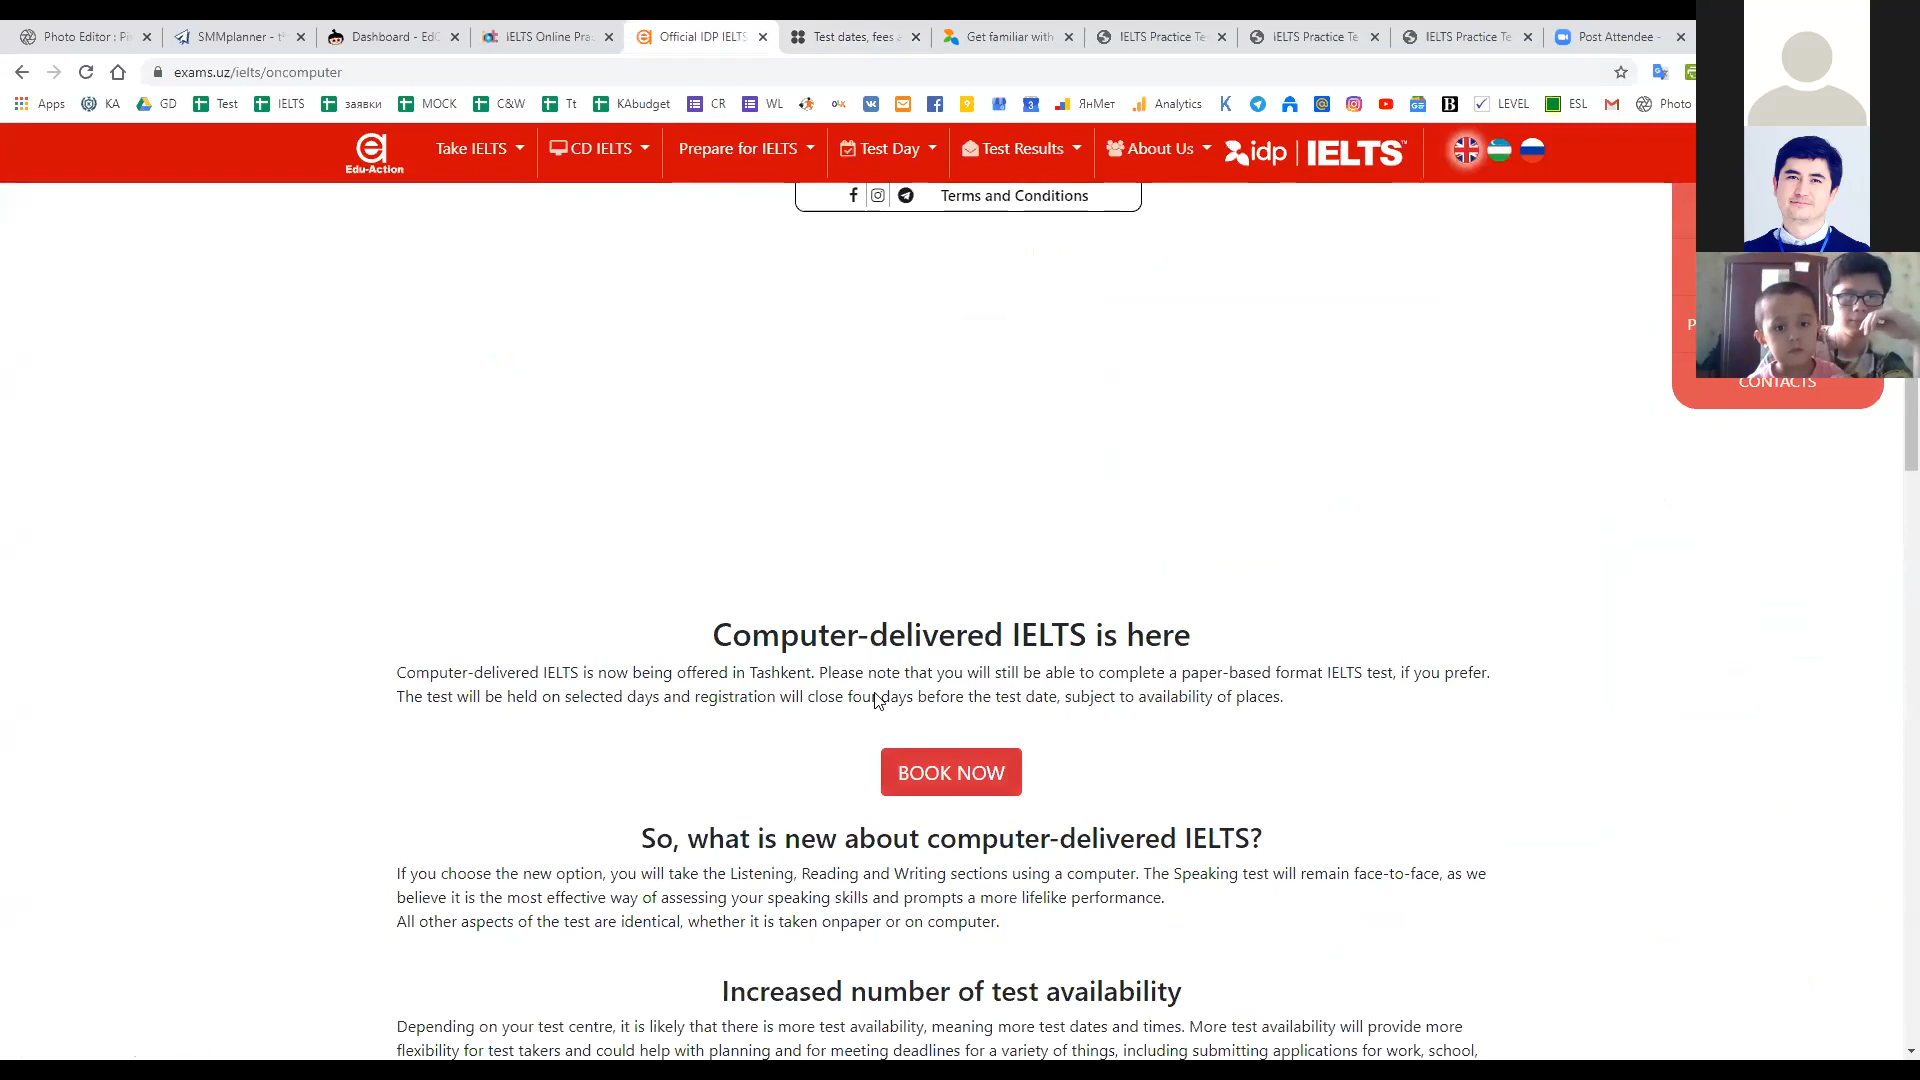 Photo Editor : Pi
SMMplanner - т
Dashboard - EdC
IELTS Online Prac
Official IDP IELTS
Test dates, fees a
Get familiar with
IELTS Practice Te
IELTS Practice Te
IELTS Practice Te
Post Attendee -
exams.uz/ielts/oncomputer
Apps
KA
GD
Test
IELTS
заявки
MOCK
C&W
Tt
KAbudget
CR
WL
ЯнМет
Analytics
LEVEL
ESL
Photo
Edu-Action
Take IELTS
CD IELTS
Prepare for IELTS
Test Day
Test Results
About Us
idp | IELTS™
Terms and Conditions
P
CONTACTS
Computer-delivered IELTS is here
Computer-delivered IELTS is now being offered in Tashkent. Please note that you will still be able to complete a paper-based format IELTS test, if you prefer.
The test will be held on selected days and registration will close four days before the test date, subject to availability of places.
BOOK NOW
So, what is new about computer-delivered IELTS?
If you choose the new option, you will take the Listening, Reading and Writing sections using a computer. The Speaking test will remain face-to-face, as we
believe it is the most effective way of assessing your speaking skills and prompts a more lifelike performance.
All other aspects of the test are identical, whether it is taken onpaper or on computer.
Increased number of test availability
Depending on your test centre, it is likely that there is more test availability, meaning more test dates and times. More test availability will provide more
flexibility for test takers and could help with planning and for meeting deadlines for a variety of things, including submitting applications for work, school,